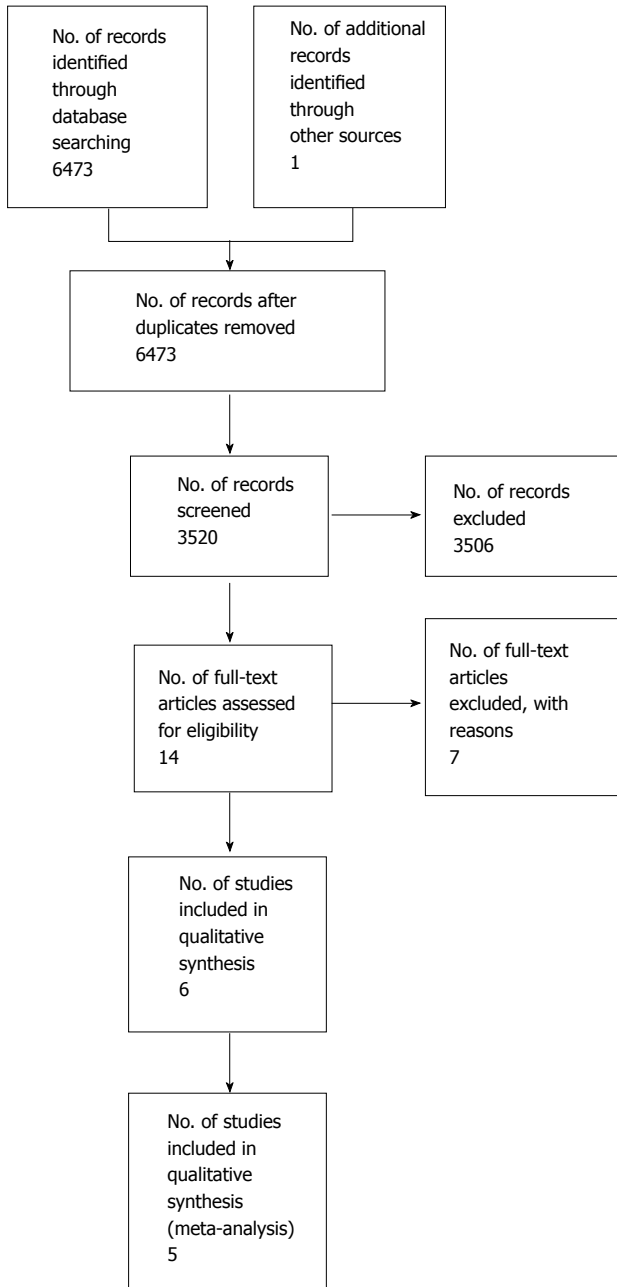 No. of records
identified
through
database
searching
6473
No. of additional
records
identified
through
other sources
1
No. of records after
duplicates removed
6473
No. of records
screened
3520
No. of records
excluded
3506
No. of full-text
articles assessed
for eligibility
14
No. of full-text
articles
excluded, with
reasons
7
No. of studies
included in
qualitative
synthesis
6
No. of studies
included in
qualitative
synthesis
(meta-analysis)
5